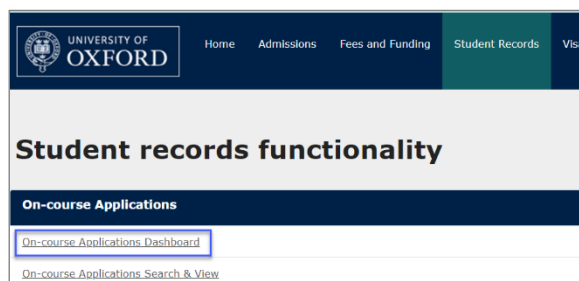 UNIVERSITY OF
OXFORD
Home Admissions Fees and Funding Student Records Vis
Student records functionality
On-course Applications
On-course Applications Dashboard
On-course Applications Search & View